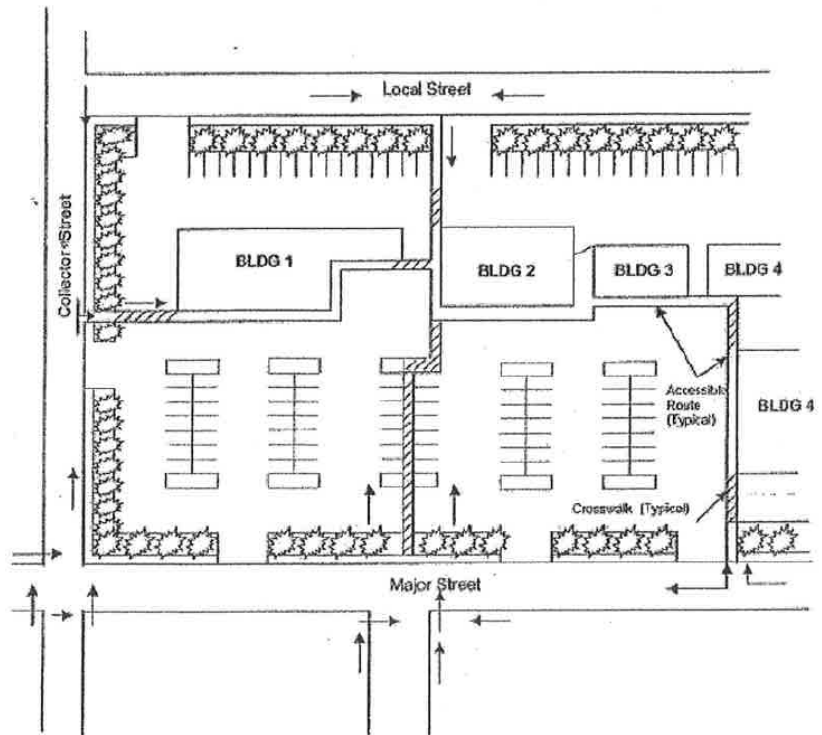 Local Street
Collector Street
BLDG 1
BLDG 2
BLDG 3
BLDG 4
Accessible
Route
(Typical)
BLDG 4
Crosswalk (Typical)
Major Street